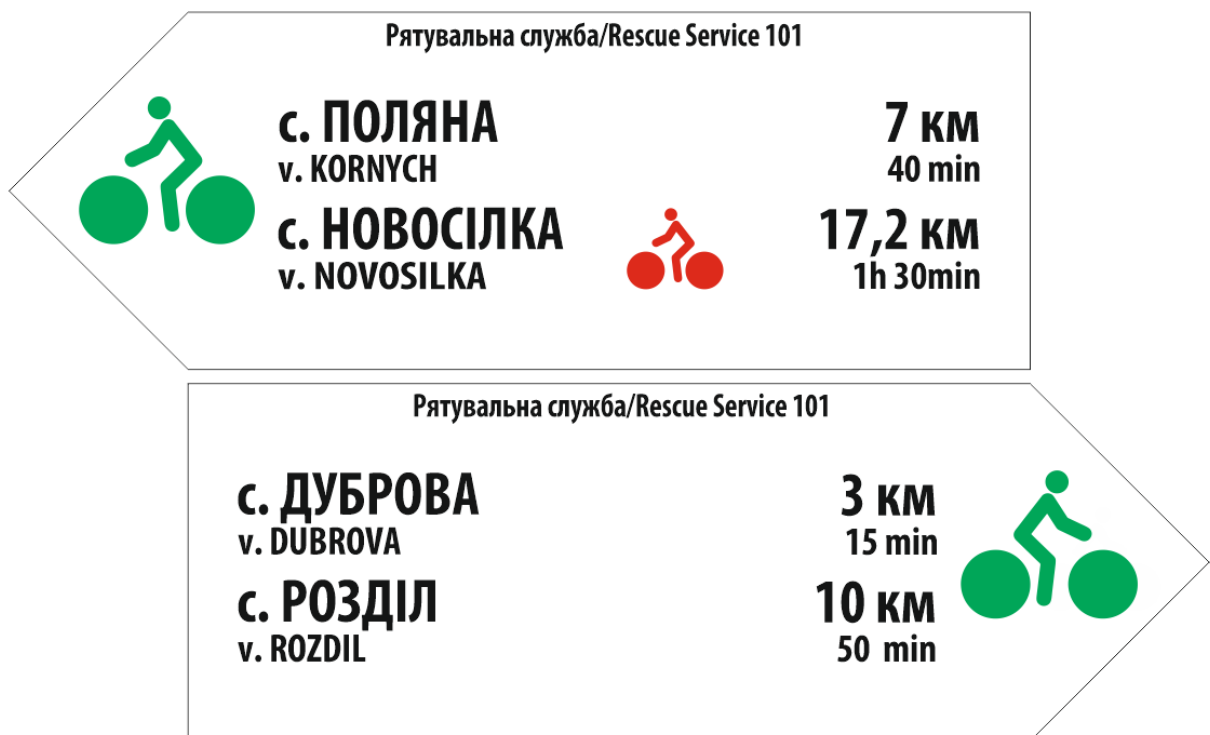 Рятувальна служба/Rescue Service 101
с. ПОЛЯНА 7 км
v. KORNYCH 40 min
с. НОВОСІЛКА 17,2 км
v. NOVOSILKA 1h 30min
Рятувальна служба/Rescue Service 101
с. ДУБРОВА 3 км
v. DUBROVA 15 min
с. РОЗДІЛ 10 км
v. ROZDIL 50 min